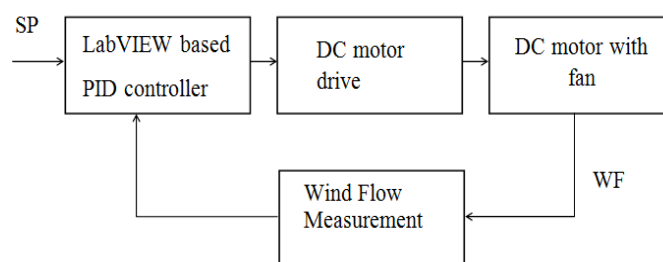 SP
LabVIEW based
PID controller
DC motor
drive
DC motor with
fan
Wind Flow
Measurement
WF